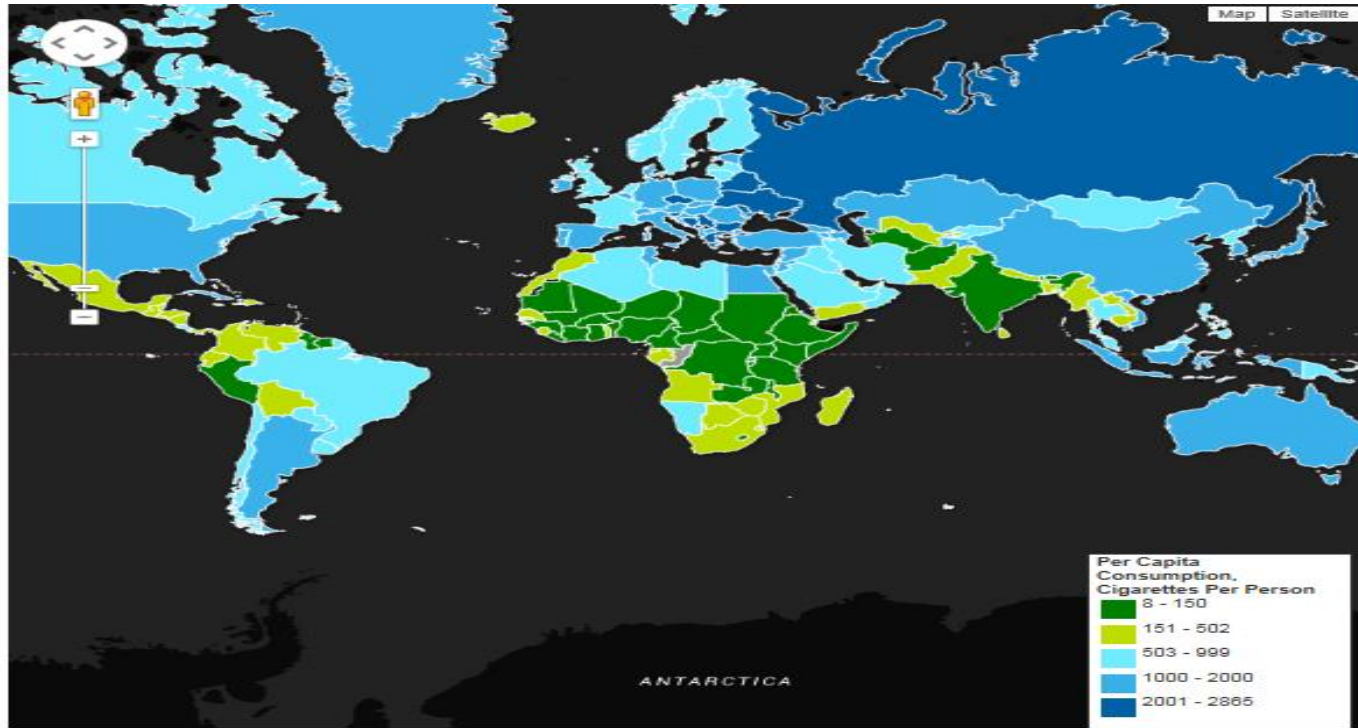 Map Satellite
ANTARCTICA
Per Capita
Consumption,
Cigarettes Per Person
8 - 150
151 - 502
503 - 999
1000 - 2000
2001 - 2865